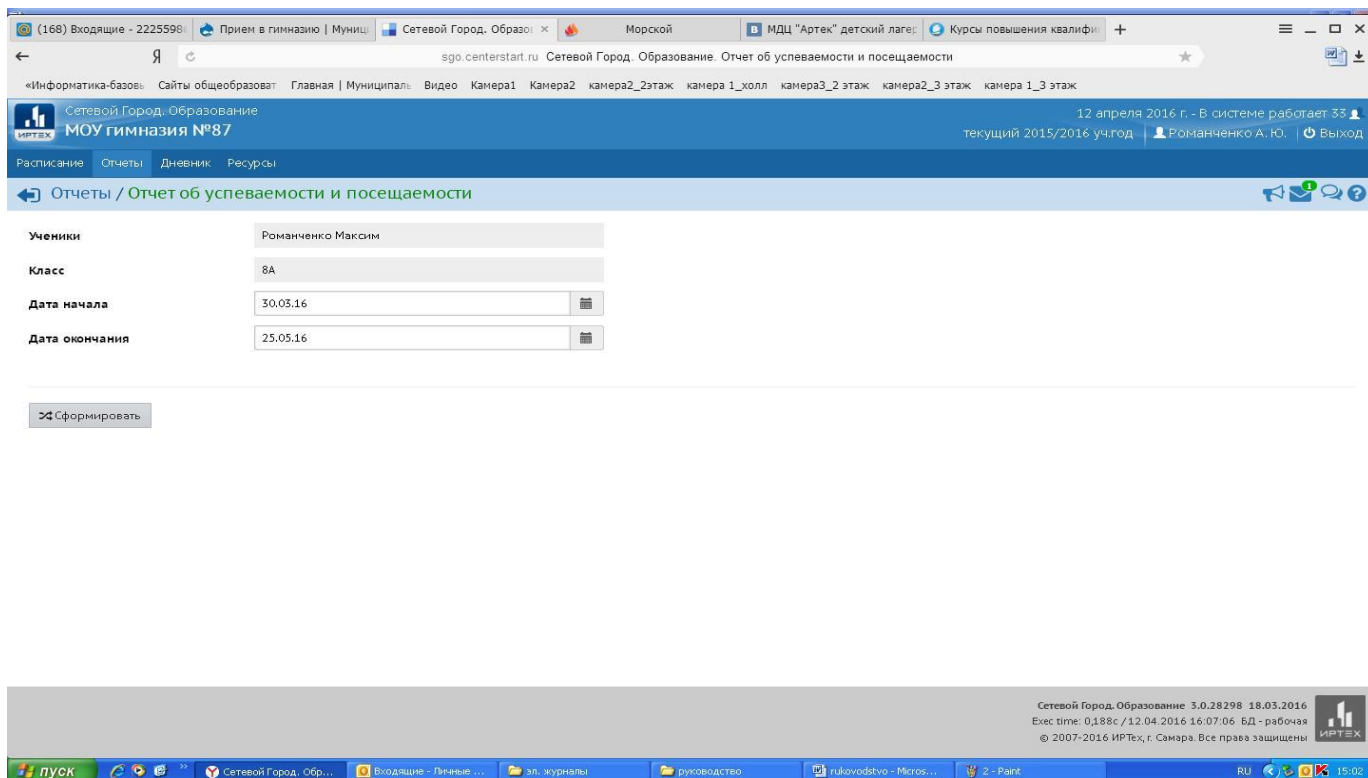 (168) Входящие - 2225598
Прием в гимназию | Муниц
Сетевой Город. Образо
Морской
МДЦ "Артек" детский лагер
Курсы повышения квалифи
sgo.centerstart.ru Сетевой Город. Образование. Отчет об успеваемости и посещаемости
«Информатика-базовь Сайты общеобразоват Главная | Муниципаль Видео Камера1 Камера2 камера2_2этаж камера 1_холл камера3_2 этаж камера2_3 этаж камера 1_3 этаж
Сетевой Город. Образование
12 апреля 2016 г. - В системе работает 33
МОУ гимназия №87
текущий 2015/2016 уч.год Романченко А. Ю. Выход
ИРТЕХ
Расписание Отчеты Дневник Ресурсы
Отчеты / Отчет об успеваемости и посещаемости
1
Ученики Романченко Максим
Класс 8А
Дата начала 30.03.16
Дата окончания 25.05.16
Сформировать
Сетевой Город. Образование 3.0.28298 18.03.2016
Exec time: 0,188с / 12.04.2016 16:07:06 БД - рабочая
© 2007-2016 ИРТех, г. Самара. Все права защищены
ИРТЕХ
пуск Сетевой Город. Обр... Входящие - Личные ... эл. журналы руководство rukovodstvo - Micros... 2 - Paint RU 15:02